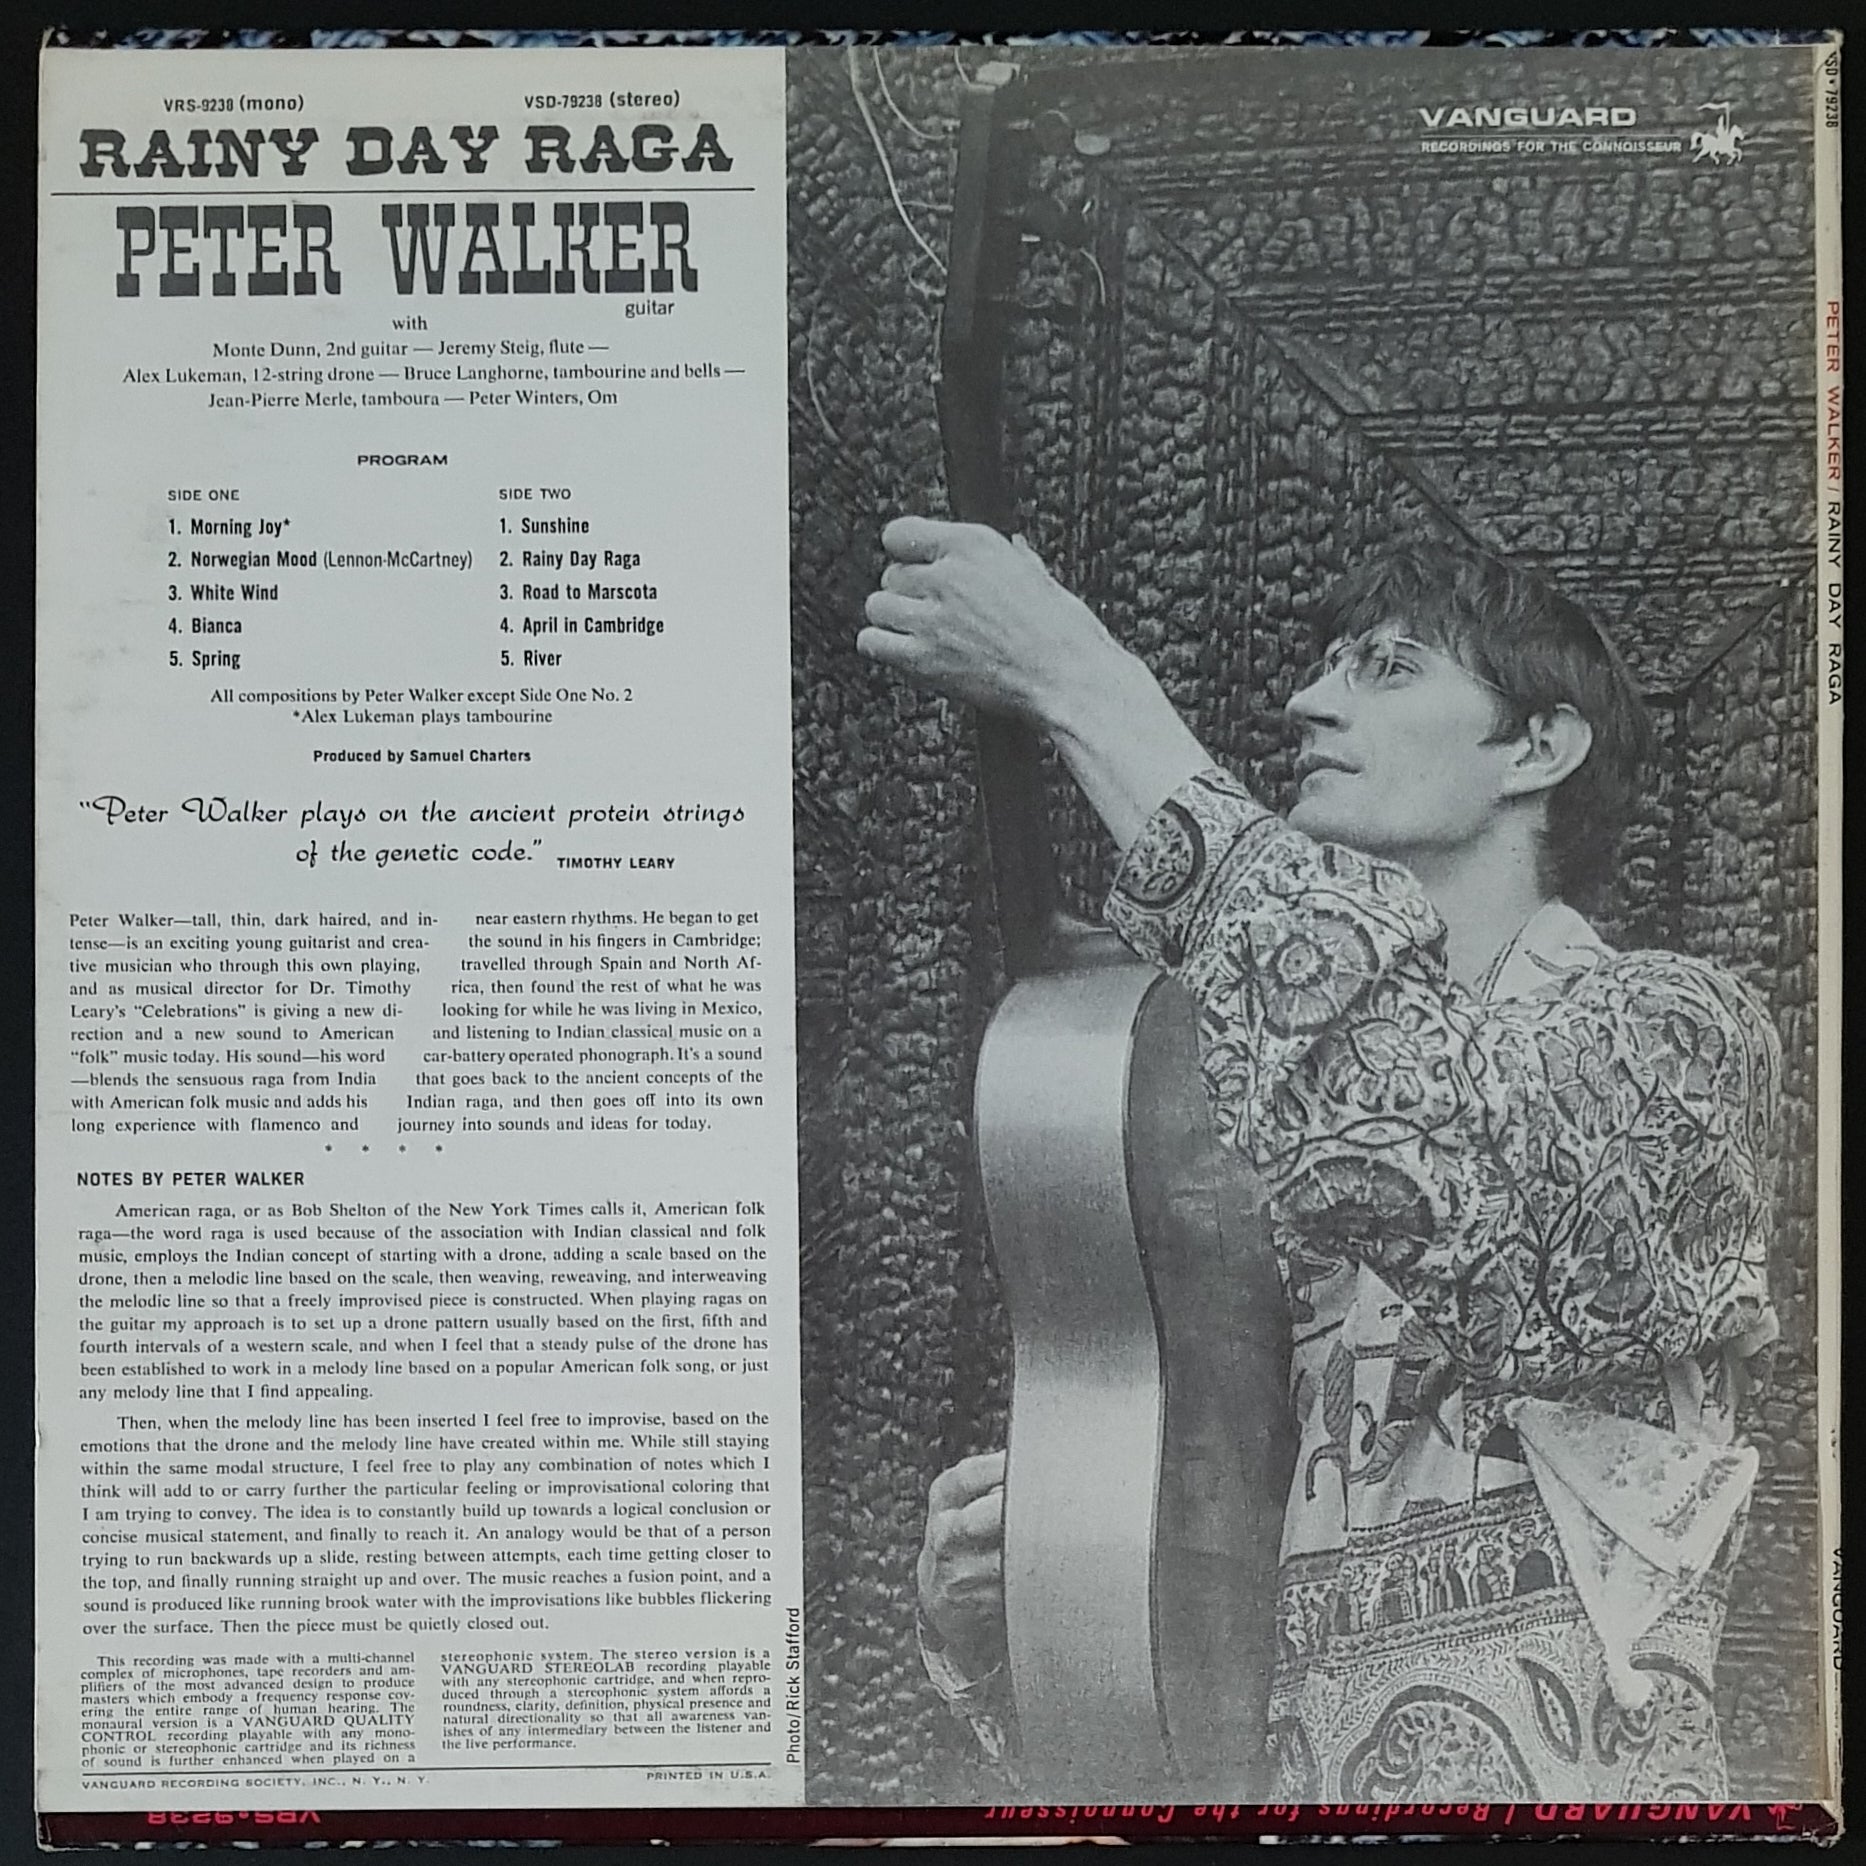 VRS-9238 (mono)
VSD-79238 (stereo)
RAINY DAY RAGA
PETER WALKER
guitar
with
Monte Dunn, 2nd guitar — Jeremy Steig, flute —
Alex Lukeman, 12-string drone — Bruce Langhorne, tambourine and bells —
Jean-Pierre Merle, tamboura — Peter Winters, Om
PROGRAM
SIDE ONE
1. Morning Joy*
2. Norwegian Mood (Lennon-McCartney)
3. White Wind
4. Bianca
5. Spring
SIDE TWO
1. Sunshine
2. Rainy Day Raga
3. Road to Marscota
4. April in Cambridge
5. River
All compositions by Peter Walker except Side One No. 2
*Alex Lukeman plays tambourine
Produced by Samuel Charters
"Peter Walker plays on the ancient protein strings
of the genetic code."
TIMOTHY LEARY
Peter Walker—tall, thin, dark haired, and in-
tense—is an exciting young guitarist and crea-
tive musician who through this own playing,
and as musical director for Dr. Timothy
Leary's "Celebrations" is giving a new di-
rection and a new sound to American
"folk" music today. His sound—his word
—blends the sensuous raga from India
with American folk music and adds his
long experience with flamenco and
near eastern rhythms. He began to get
the sound in his fingers in Cambridge;
travelled through Spain and North Af-
rica, then found the rest of what he was
looking for while he was living in Mexico,
and listening to Indian classical music on a
car-battery operated phonograph. It's a sound
that goes back to the ancient concepts of the
Indian raga, and then goes off into its own
journey into sounds and ideas for today.
* * * *
NOTES BY PETER WALKER
American raga, or as Bob Shelton of the New York Times calls it, American folk
raga—the word raga is used because of the association with Indian classical and folk
music, employs the Indian concept of starting with a drone, adding a scale based on the
drone, then a melodic line based on the scale, then weaving, reweaving, and interweaving
the melodic line so that a freely improvised piece is constructed. When playing ragas on
the guitar my approach is to set up a drone pattern usually based on the first, fifth and
fourth intervals of a western scale, and when I feel that a steady pulse of the drone has
been established to work in a melody line based on a popular American folk song, or just
any melody line that I find appealing.
Then, when the melody line has been inserted I feel free to improvise, based on the
emotions that the drone and the melody line have created within me. While still staying
within the same modal structure, I feel free to play any combination of notes which I
think will add to or carry further the particular feeling or improvisational coloring that
I am trying to convey. The idea is to constantly build up towards a logical conclusion or
concise musical statement, and finally to reach it. An analogy would be that of a person
trying to run backwards up a slide, resting between attempts, each time getting closer to
the top, and finally running straight up and over. The music reaches a fusion point, and a
sound is produced like running brook water with the improvisations like bubbles flickering
over the surface. Then the piece must be quietly closed out.
This recording was made with a multi-channel
complex of microphones, tape recorders and am-
plifiers of the most advanced design to produce
masters which embody a frequency response cov-
ering the entire range of human hearing. The
monaural version is a VANGUARD QUALITY
CONTROL recording playable with any mono-
phonic or stereophonic cartridge and its richness
of sound is further enhanced when played on a
stereophonic system. The stereo version is a
VANGUARD STEREOLAB recording playable
with any stereophonic cartridge, and when repro-
duced through a stereophonic system affords a
roundness, clarity, definition, physical presence and
natural directionality so that all awareness van-
ishes of any intermediary between the listener and
the live performance.
VANGUARD RECORDING SOCIETY, INC., N. Y., N. Y.
PRINTED IN U.S.A.
Photo/Rick Stafford
VANGUARD
RECORDINGS FOR THE CONNOISSEUR
VSD • 79238
PETER WALKER / RAINY DAY RAGA
VANGUARD
VANGUARD / Recordings for the Connoisseur
VRS•9238